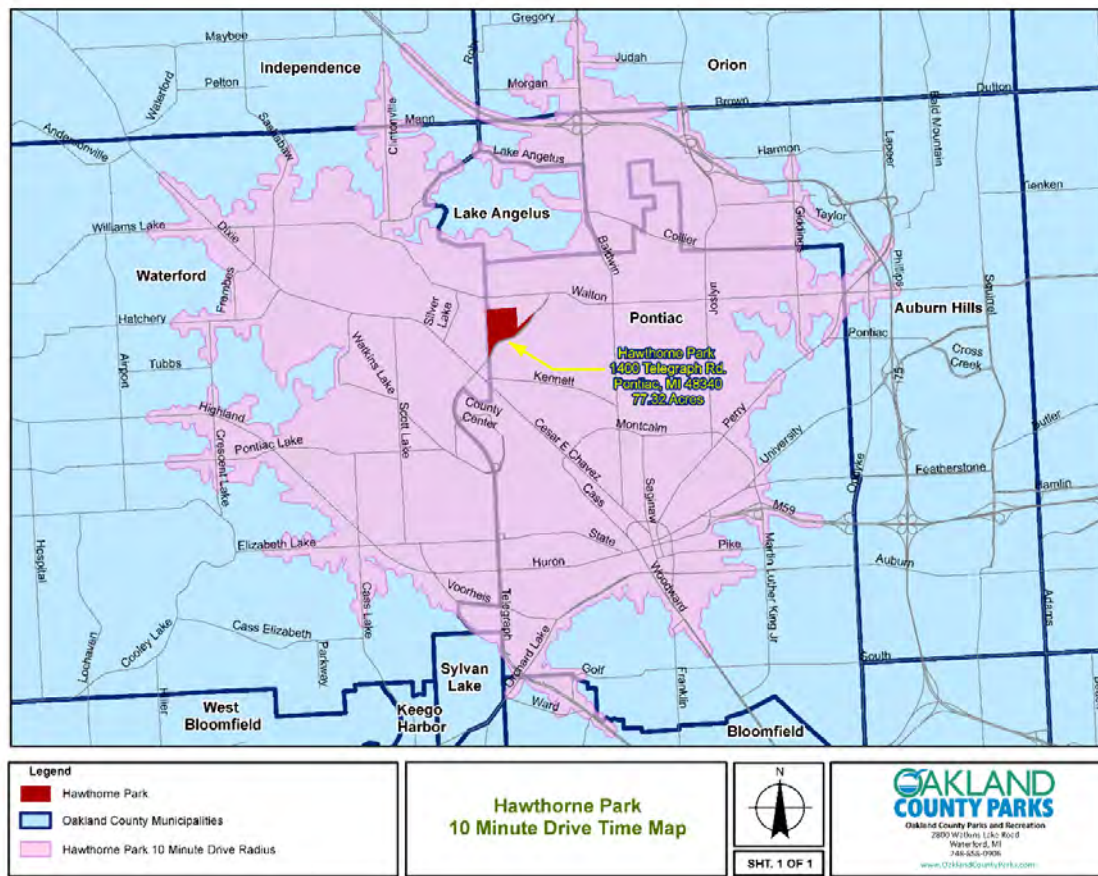 Gregory
Maybee
Rohr
Judah
Independence
Orion
Pelton
Morgan
Waterford
Sashabaw
Clintonville
Mann
Brown
Dutton
Bald Mountain
Andersonville
Lapeer
Lake Angelus
Harmon
Tienken
Lake Angelus
Giddings
Taylor
Williams Lake
Dixie
Baldwin
Collier
Waterford
Phillips
Squirrel
Frembes
Silver Lake
Walton
Joslyn
Pontiac
Auburn Hills
Hatchery
Pontiac
Airport
Tubbs
Watkins Lake
Hawthorne Park
1400 Telegraph Rd.
Pontiac, MI 48340
77.32 Acres
Cross
Creek
Kennett
I75
Highland
Scott Lake
County
Center
Cesar E Chavez
Montcalm
Perry
University
Butler
Crescent Lake
Pontiac Lake
Cass
Saginaw
Opdyke
Featherstone
Hamlin
M59
Hospital
Elizabeth Lake
State
Huron
Pike
Martin Luther King Jr
Auburn
Voorheis
Telegraph
Woodward
Adams
Cass Lake
Lochaven
Cooley Lake
Cass Elizabeth
Parkway
Sylvan
Lake
Orchard Lake
Golf
Franklin
South
Hiller
Ward
West
Bloomfield
Keego
Harbor
Bloomfield
Legend
Hawthorne Park
Oakland County Municipalities
Hawthorne Park 10 Minute Drive Radius
Hawthorne Park
10 Minute Drive Time Map
N
SHT. 1 OF 1
OAKLAND
COUNTY PARKS
Oakland County Parks and Recreation
2800 Watkins Lake Road
Waterford, MI
248-858-0906
www.OaklandCountyParks.com